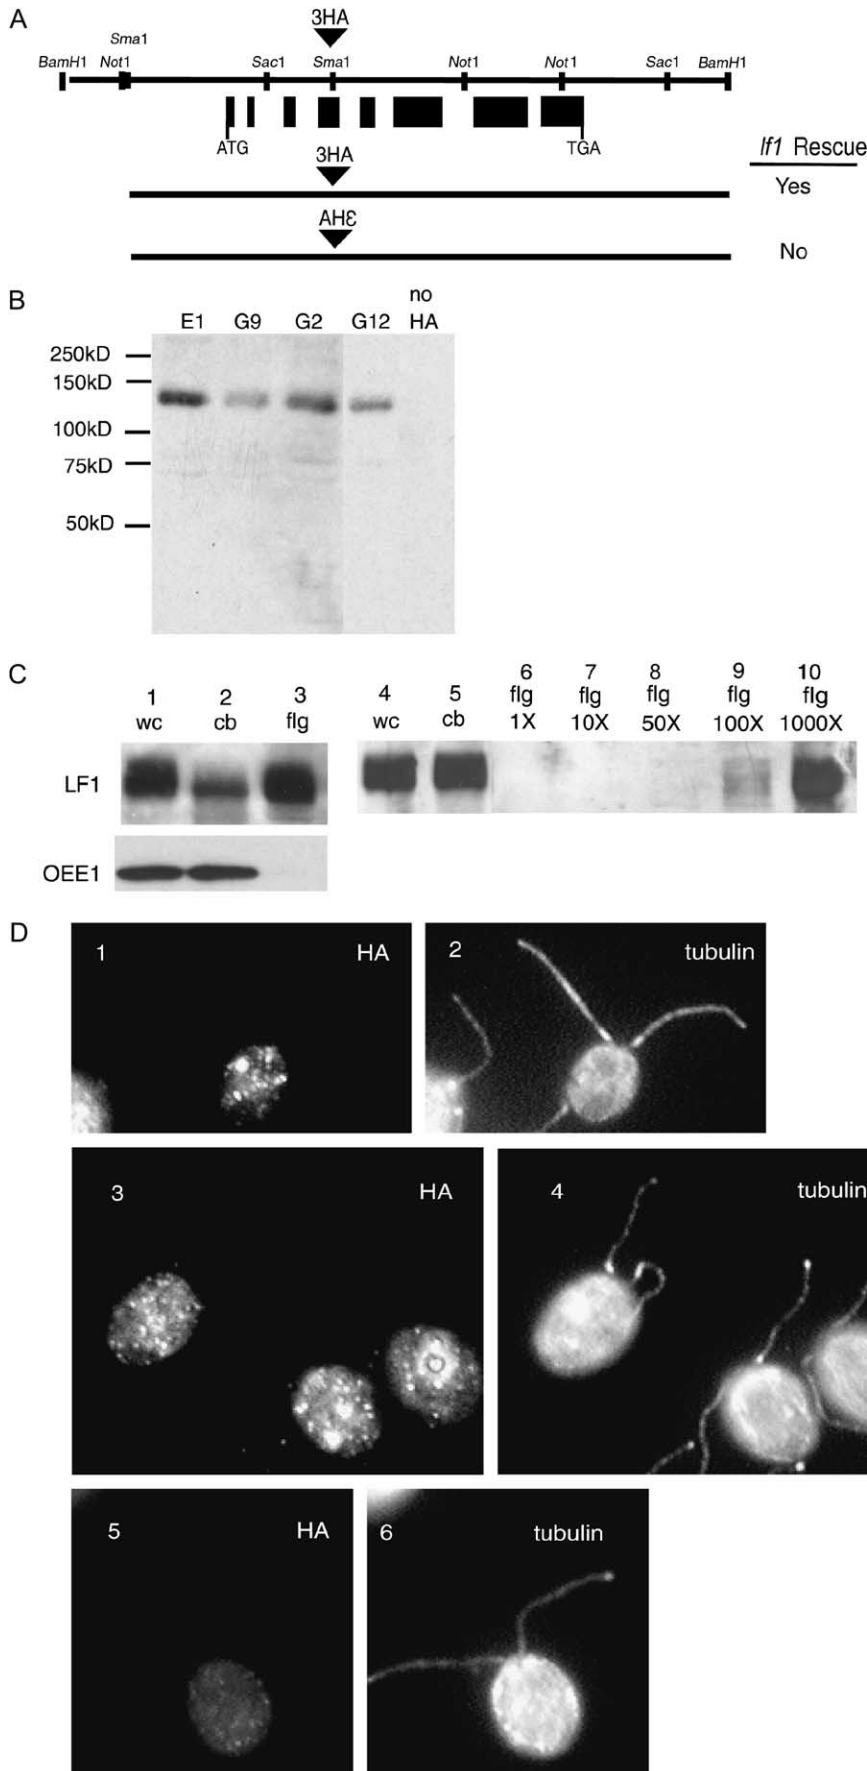 A
3HA
Sma1
BamH1 Not1 Sac1 Sma1 Not1 Not1 Sac1 BamH1
ATG TGA
lf1 Rescue
3HA
Yes
3HA
No
B
no
E1 G9 G2 G12 HA
250kD
150kD
100kD
75kD
50kD
C
1 2 3 4 5 6 7 8 9 10
wc cb flg wc cb flg flg flg flg flg
1X 10X 50X 100X 1000X
LF1
OEE1
D
1 HA 2 tubulin
3 HA 4 tubulin
5 HA 6 tubulin